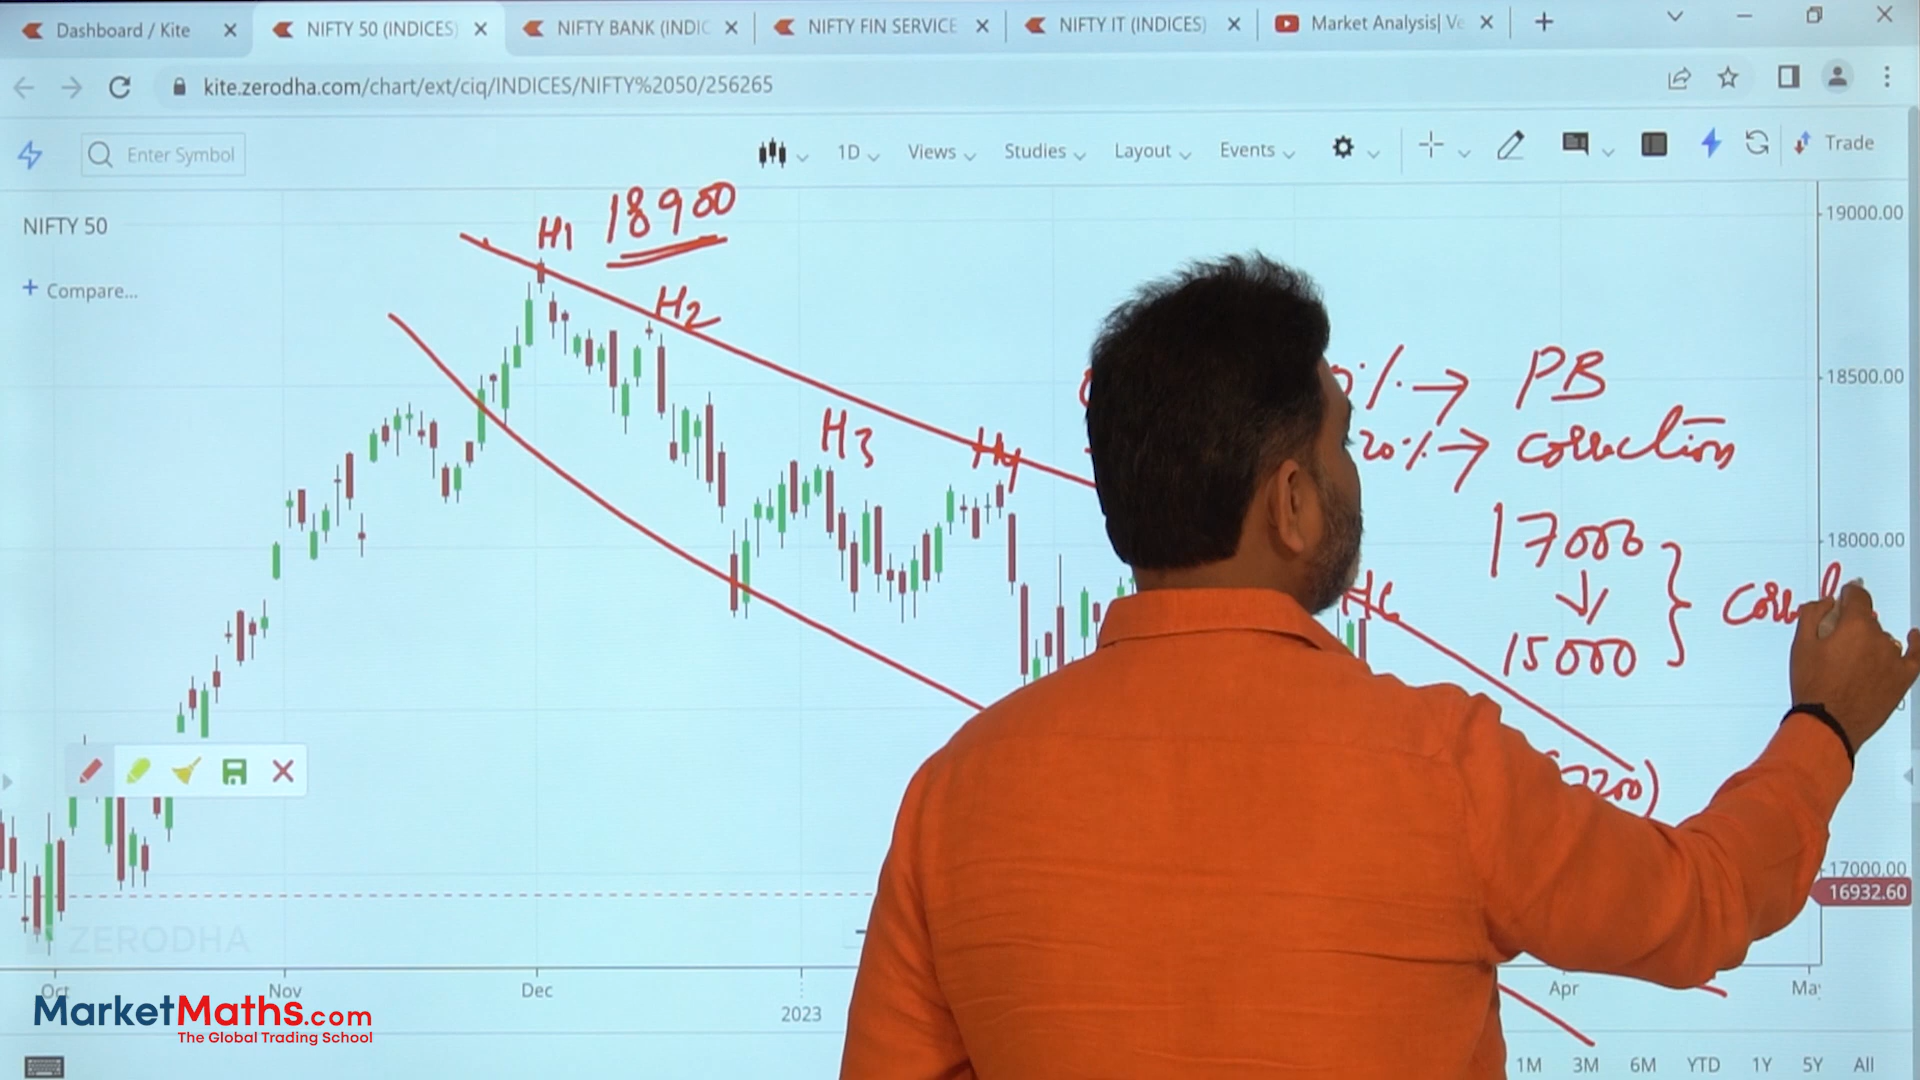 Dashboard / Kite
NIFTY 50 (INDICES)
NIFTY BANK (INDIC
NIFTY FIN SERVICE
NIFTY IT (INDICES)
Market Analysis| Ve
kite.zerodha.com/chart/ext/ciq/INDICES/NIFTY%2050/256265
Enter Symbol
1D
Views
Studies
Layout
Events
Trade
NIFTY 50
+ Compare...
H1
18900
H2
H3
H4
H6
% → PB
20% → correction
17000
15000
19000.00
18500.00
18000.00
17000.00
16932.60
ZERODHA
Oct
Nov
Dec
2023
Apr
MarketMaths.com
The Global Trading School
1M
3M
6M
YTD
1Y
5Y
All